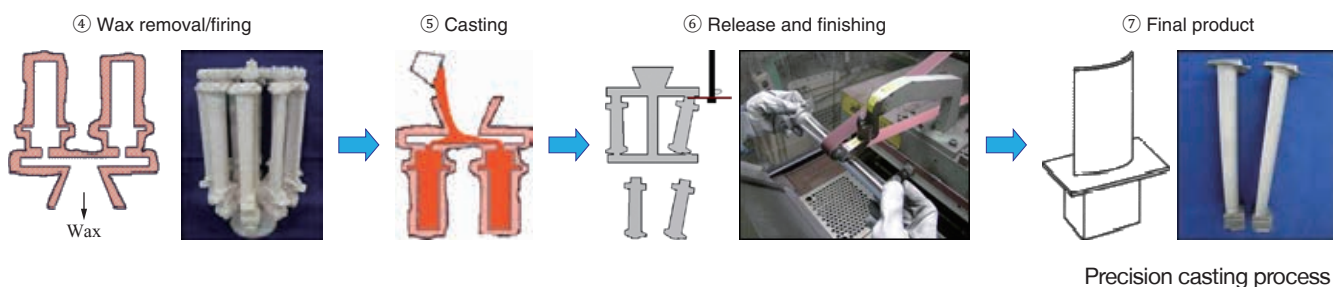 ④ Wax removal/firing
⑤ Casting
⑥ Release and finishing
⑦ Final product
Wax
Precision casting process